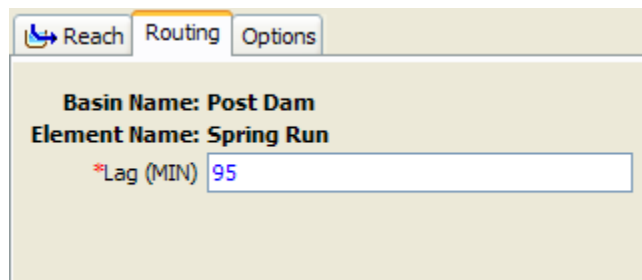 Reach Routing Options
Basin Name: Post Dam
Element Name: Spring Run
*Lag (MIN) 95